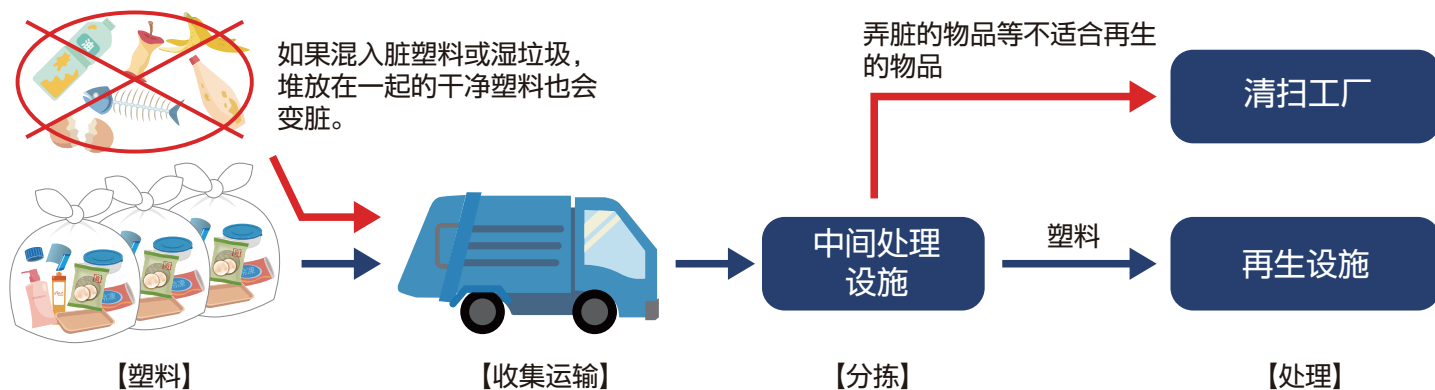 如果混入脏塑料或湿垃圾，
堆放在一起的干净塑料也会
变脏。
弄脏的物品等不适合再生
的物品
清扫工厂
中间处理
设施
塑料
再生设施
【塑料】
【收集运输】
【分拣】
【处理】